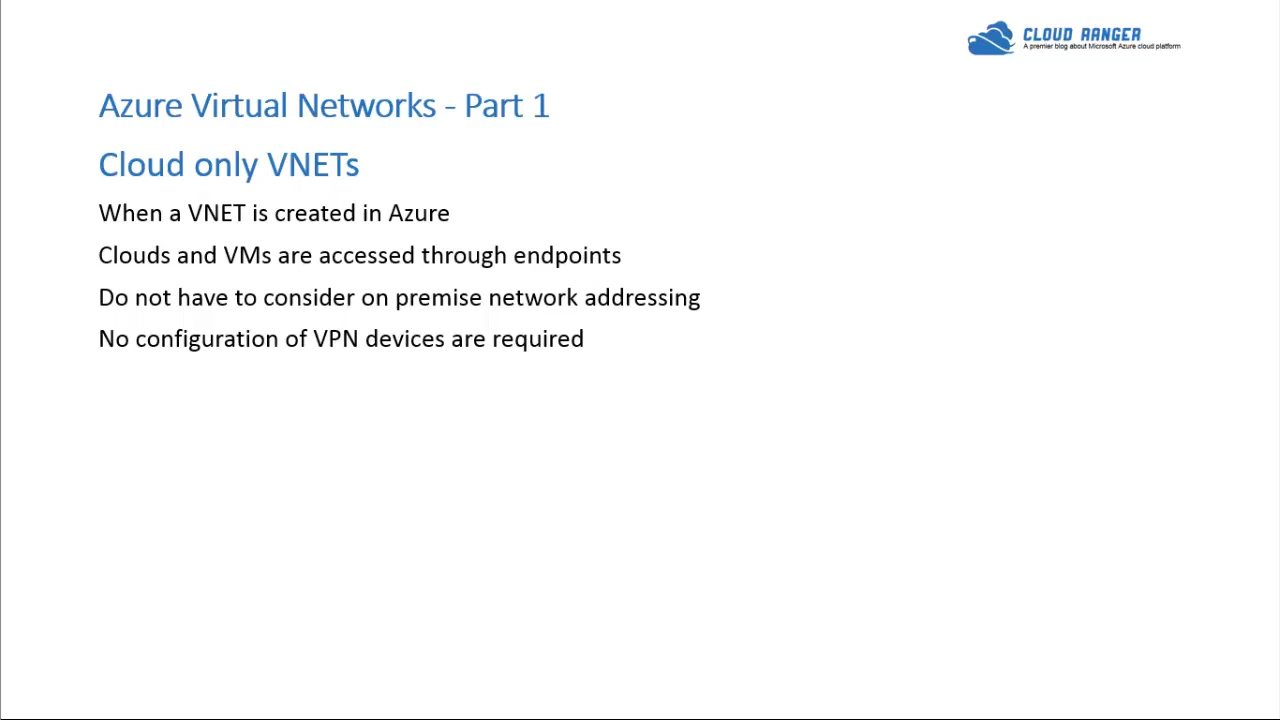 CLOUD RANGER
A premier blog about Microsoft Azure cloud platform
Azure Virtual Networks - Part 1
Cloud only VNETs
When a VNET is created in Azure
Clouds and VMs are accessed through endpoints
Do not have to consider on premise network addressing
No configuration of VPN devices are required